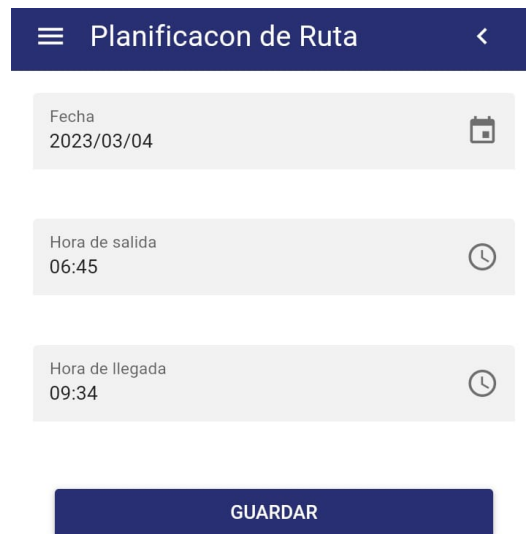 Planificacon de Ruta
Fecha
2023/03/04
Hora de salida
06:45
Hora de llegada
09:34
GUARDAR